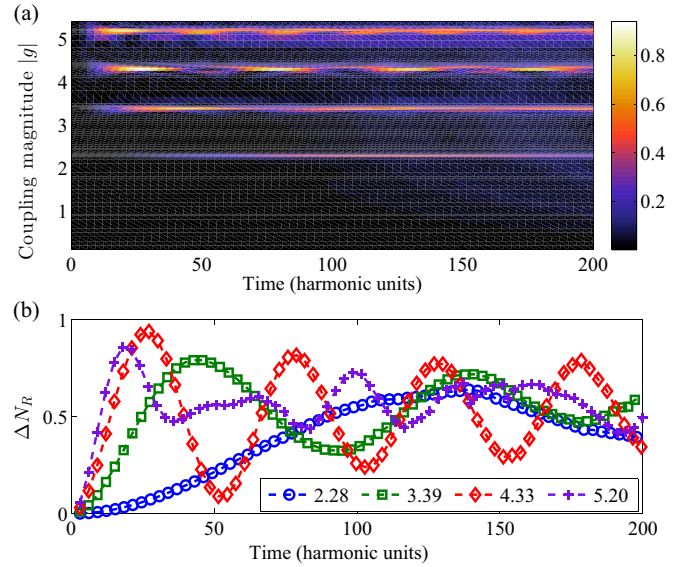 (a)
Coupling magnitude |g|
5
4
3
2
1
0 50 100 150 200
Time (harmonic units)
0.8
0.6
0.4
0.2
(b)
ΔN_R
1
0.5
0
2.28 3.39 4.33 5.20
0 50 100 150 200
Time (harmonic units)